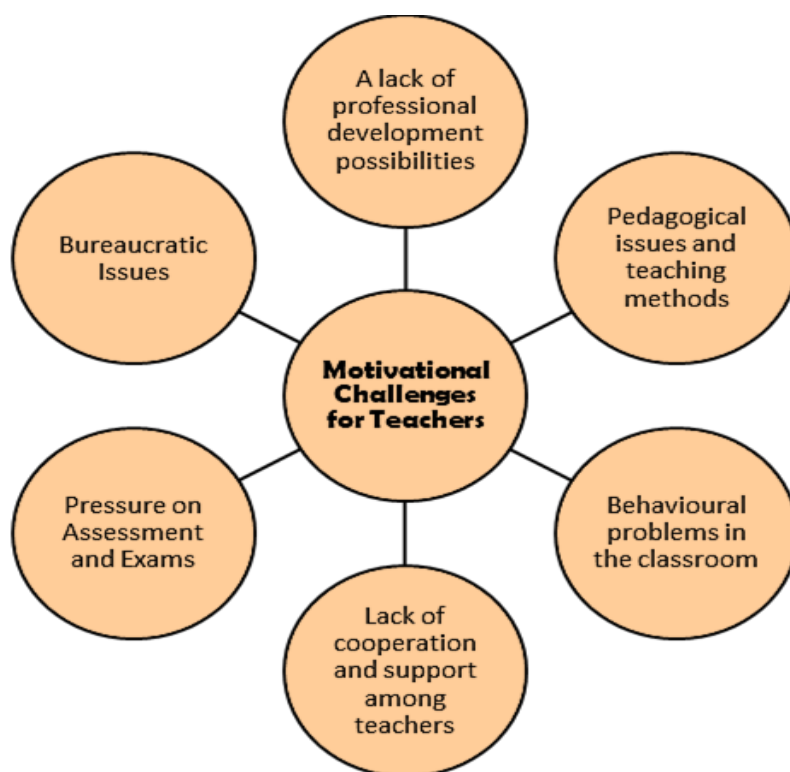 A lack of
professional
development
possibilities
Pedagogical
issues and
teaching
methods
Behavioural
problems in
the classroom
Lack of
cooperation
and support
among
teachers
Pressure on
Assessment
and Exams
Bureaucratic
Issues
Motivational
Challenges
for Teachers